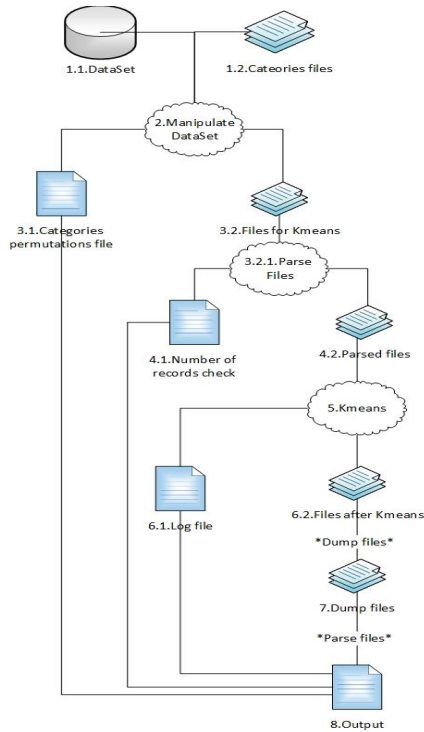 1.1.DataSet
1.2.Cateories files
2.Manipulate
DataSet
3.1.Categories
permutations file
3.2.Files for Kmeans
3.2.1.Parse
Files
4.1.Number of
records check
4.2.Parsed files
5.Kmeans
6.1.Log file
6.2.Files after Kmeans
*Dump files*
7.Dump files
*Parse files*
8.Output